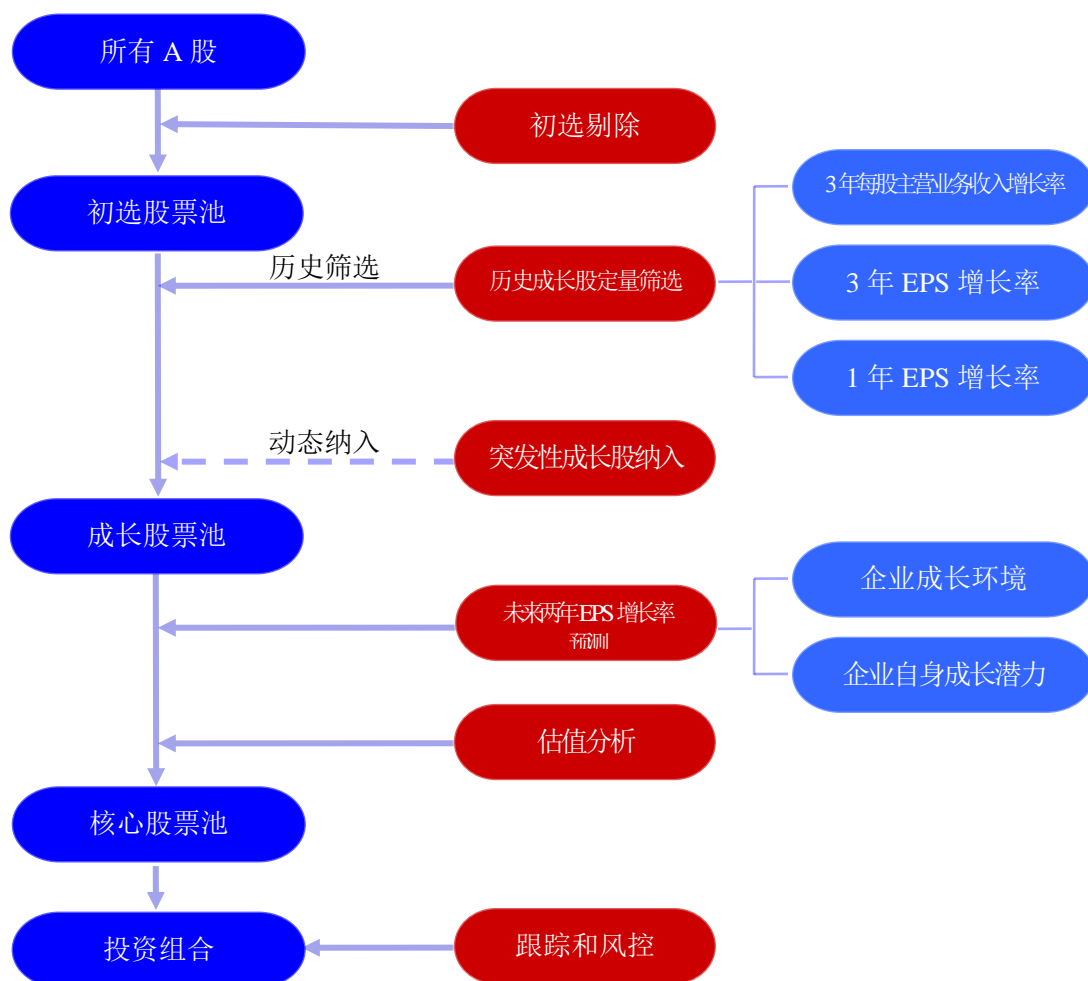 所有 A 股
初选剔除
3 年每股主营业务收入增长率
初选股票池
历史筛选
历史成长股定量筛选
3 年 EPS 增长率
1 年 EPS 增长率
动态纳入
突发性成长股纳入
成长股票池
企业成长环境
未来两年 EPS 增长率
预测
企业自身成长潜力
估值分析
核心股票池
投资组合
跟踪和风控